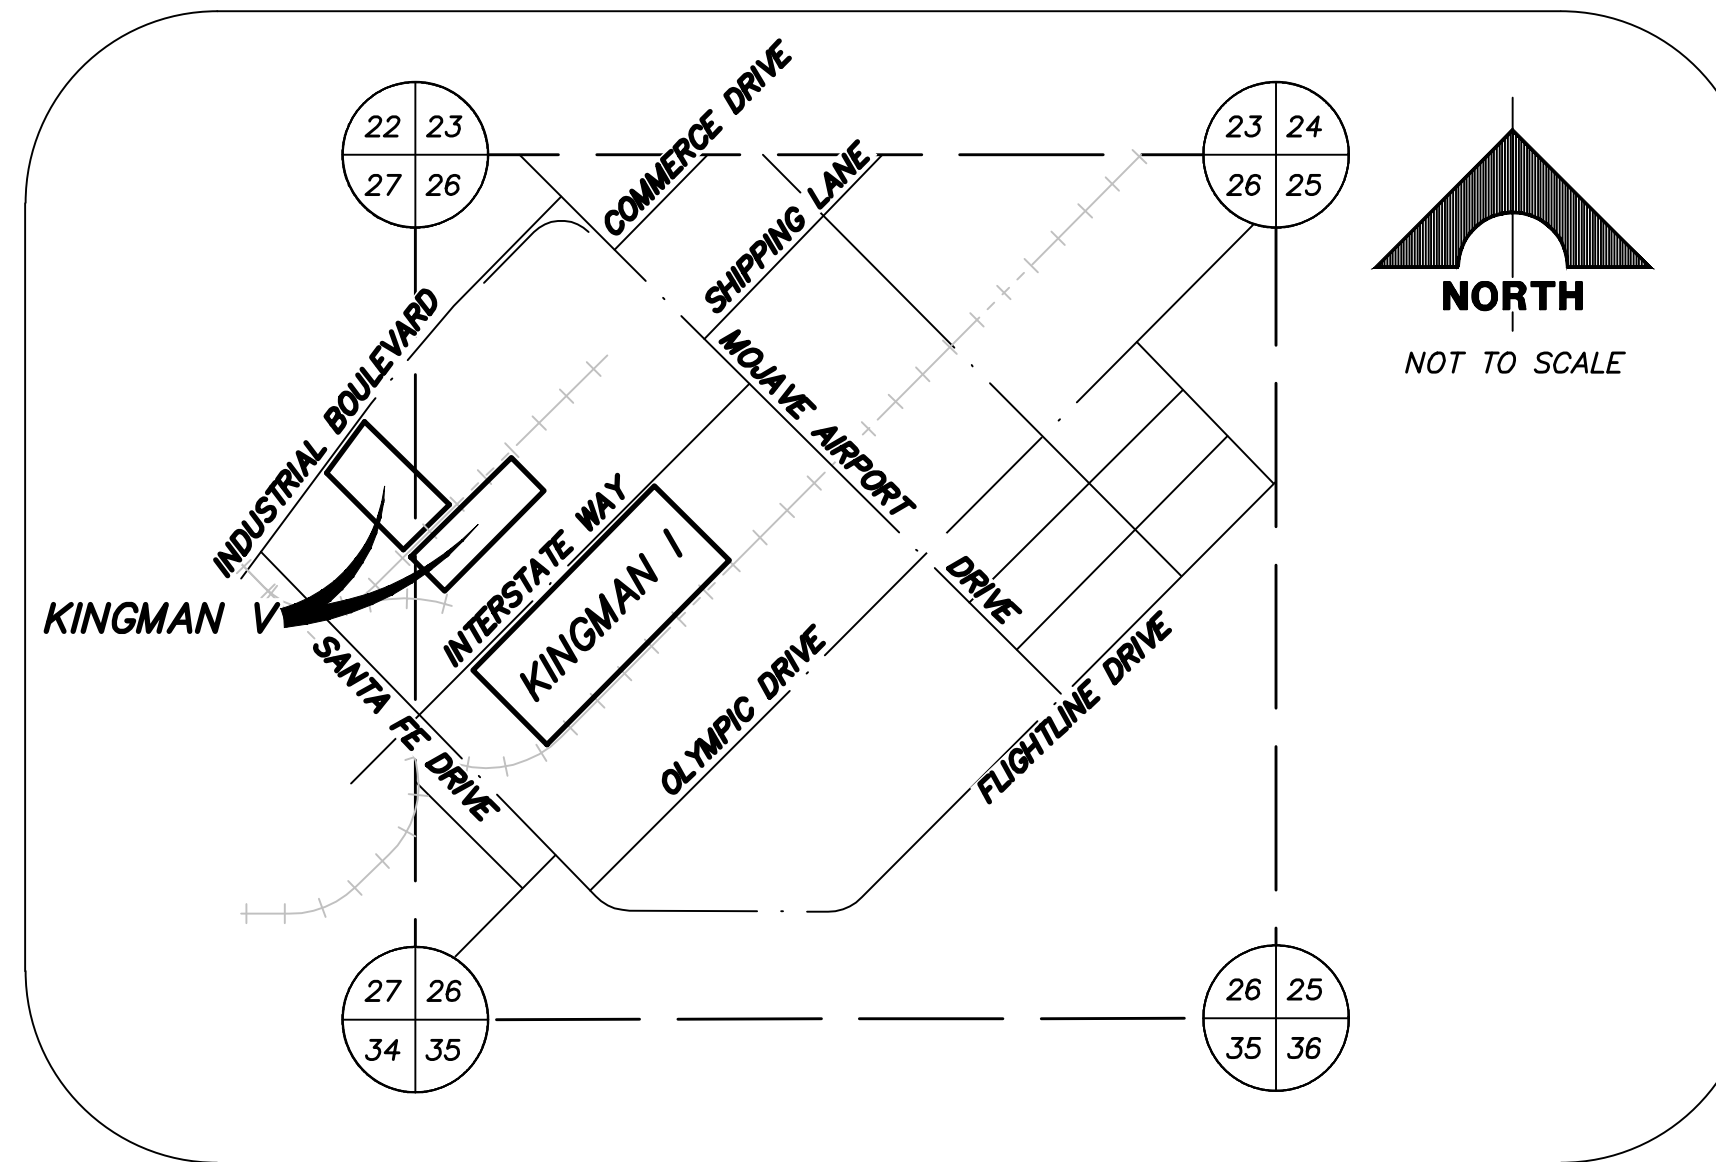 COMMERCE DRIVE
22 23
27 26
23 24
26 25
SHIPPING LANE
NORTH
NOT TO SCALE
INDUSTRIAL BOULEVARD
MOJAVE AIRPORT DRIVE
INTERSTATE WAY
KINGMAN I
KINGMAN V
SANTA FE DRIVE
OLYMPIC DRIVE
FLIGHTLINE DRIVE
27 26
34 35
26 25
35 36